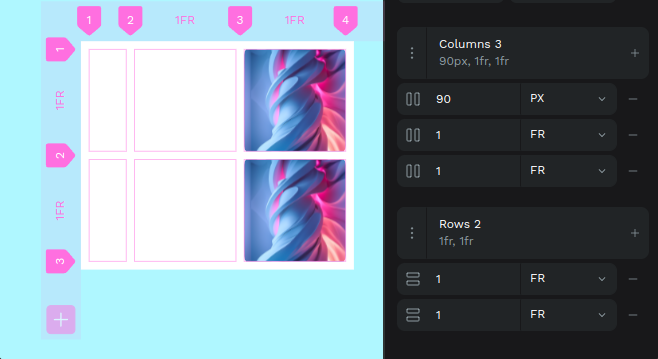 1 2 1FR 3 1FR 4
1
1FR
2
1FR
3
Columns 3
90px, 1fr, 1fr
90 PX
1 FR
1 FR
Rows 2
1fr, 1fr
1 FR
1 FR